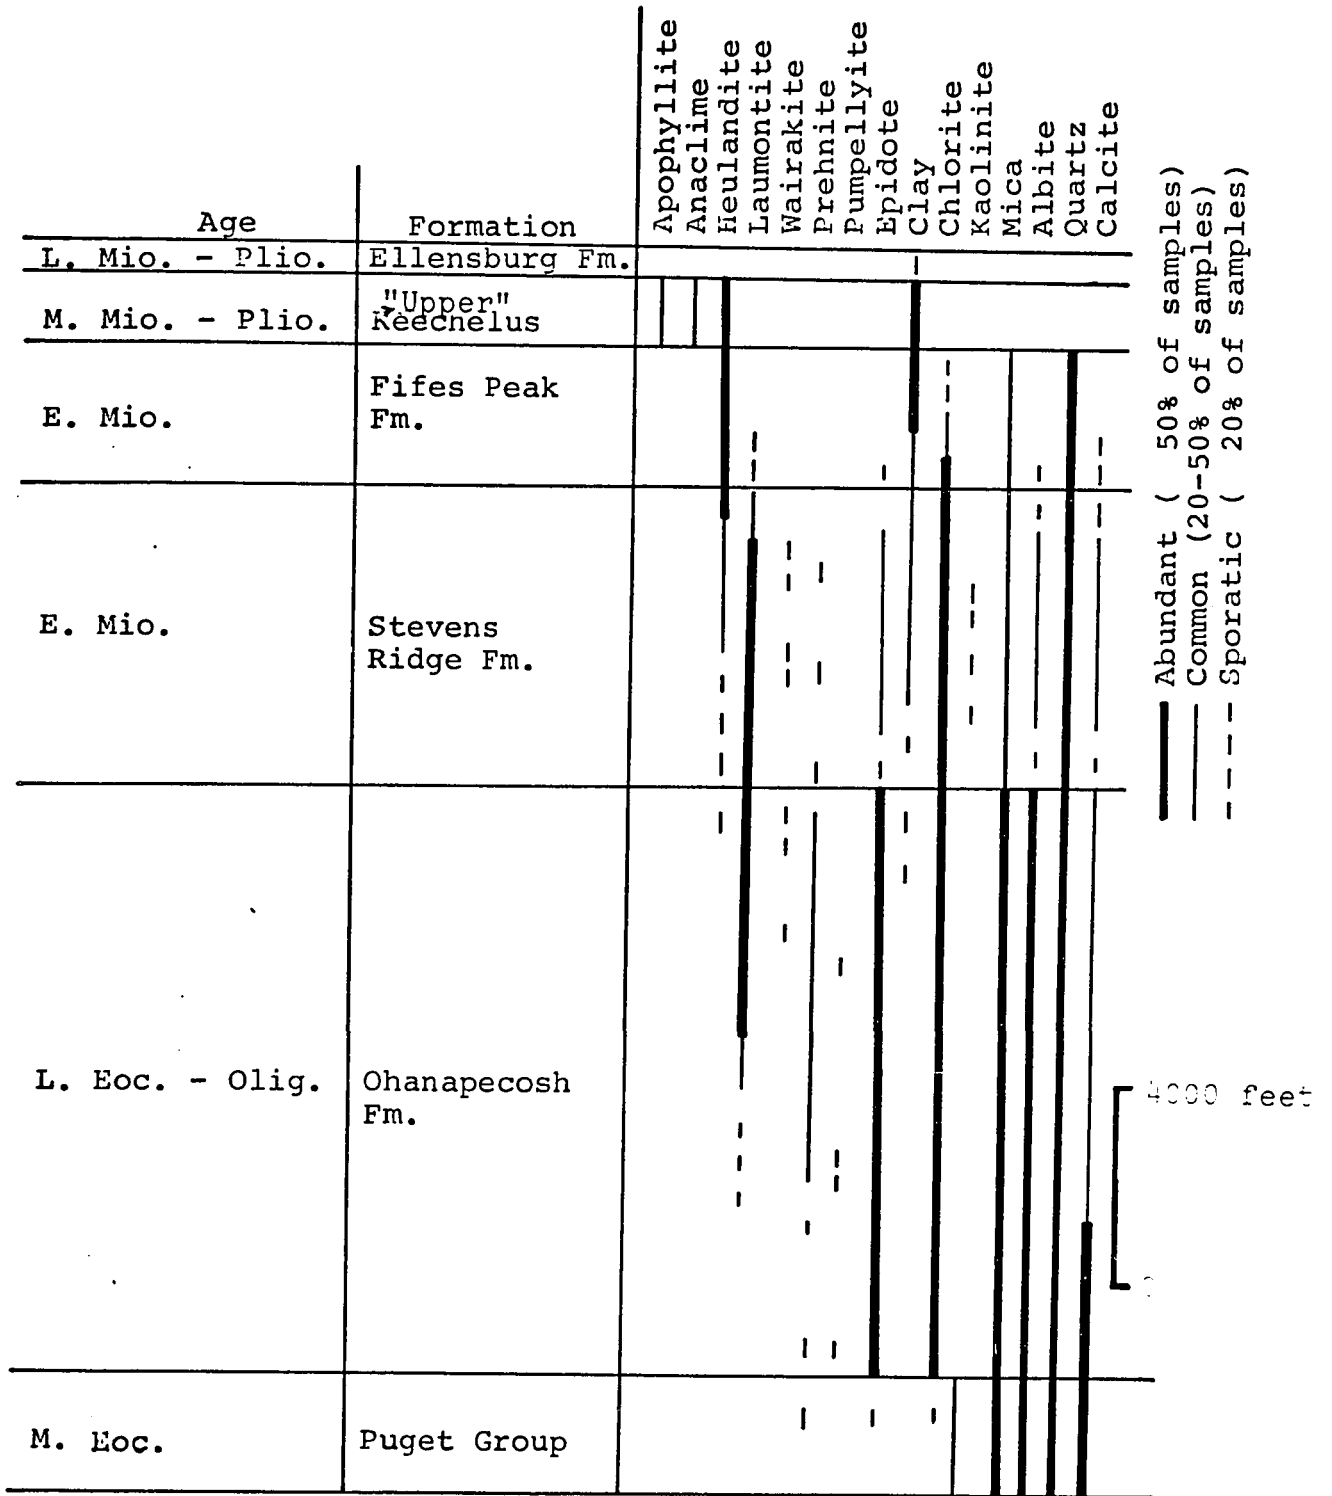 Apophyllite
Anaclime
Heulandite
Laumontite
Wairakite
Prehnite
Pumpellyite
Epidote
Clay
Chlorite
Kaolinite
Mica
Albite
Quartz
Calcite
Age Formation
L. Mio. - Plio. Ellensburg Fm.
M. Mio. - Plio. "Upper"
Keechelus
E. Mio. Fifes Peak
Fm.
E. Mio. Stevens
Ridge Fm.
L. Eoc. - Olig. Ohanapecosh
Fm.
M. Eoc. Puget Group
Abundant ( 50% of samples)
Common (20-50% of samples)
Sporatic ( 20% of samples)
4000 feet